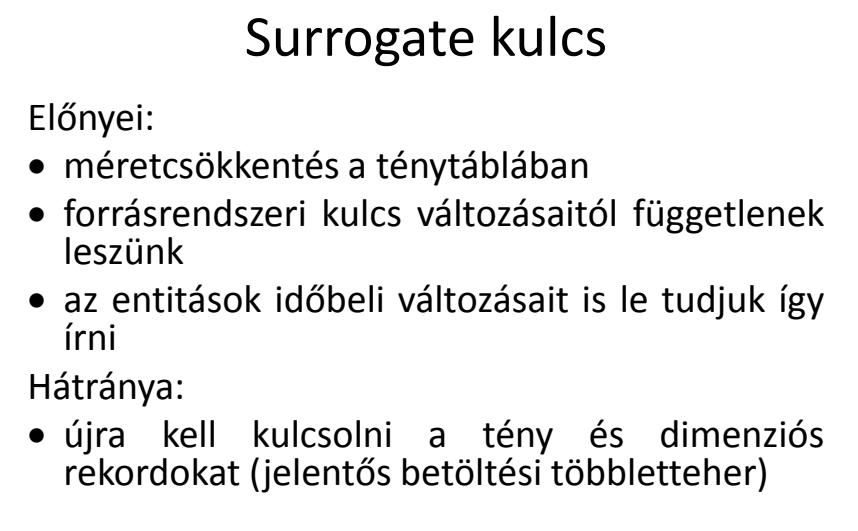 Surrogate kulcs
Előnyei:
• méretcsökkentés a ténytáblában
• forrásrendszeri kulcs változásaitól függetlenek
leszünk
• az entitások időbeli változásait is le tudjuk így
írni
Hátránya:
• újra kell kulcsolni a tény és dimenziós
rekordokat (jelentős betöltési többletteher)